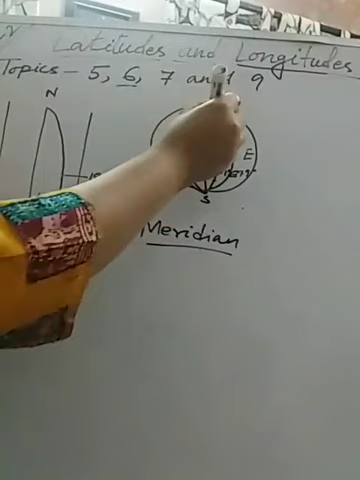 Latitudes and Longitudes
Topics - 5, 6, 7 and 9
N
E
S
Meridian